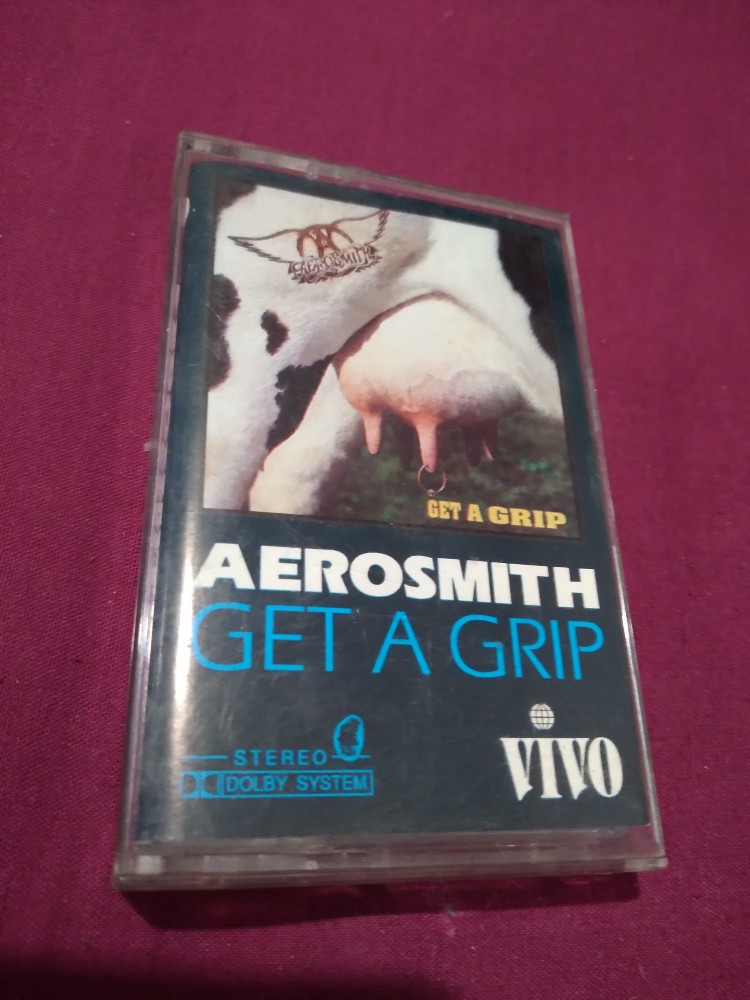 AEROSMITH
GET A GRIP
AEROSMITH
GET A GRIP
STEREO
DOLBY SYSTEM
VIVO